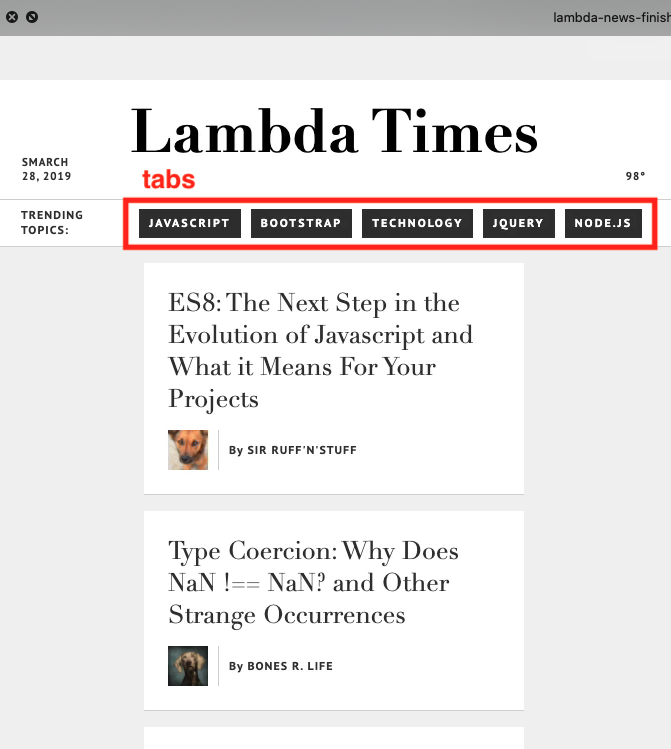 lambda-news-finish
Lambda Times
SMARCH
28, 2019
98°
tabs
TRENDING
TOPICS:
JAVASCRIPT
BOOTSTRAP
TECHNOLOGY
JQUERY
NODE.JS
ES8: The Next Step in the
Evolution of Javascript and
What it Means For Your
Projects
By SIR RUFF'N'STUFF
Type Coercion: Why Does
NaN !== NaN? and Other
Strange Occurrences
By BONES R. LIFE